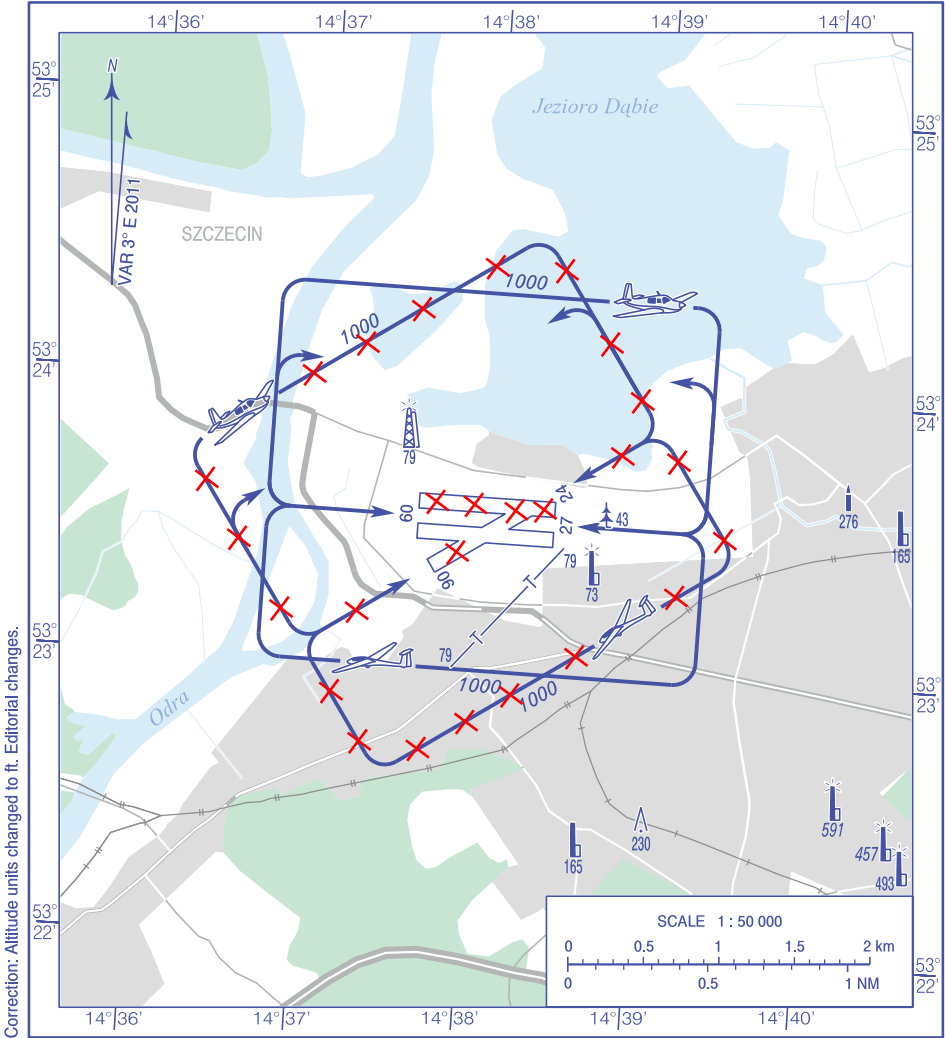 14°36' 14°37' 14°38' 14°39' 14°40'
53° 25'
53° 25'
N
VAR 3° E 2011
Jezioro Dąbie
SZCZECIN
1000
1000
53° 24'
53° 24'
79
09
24
27
06
43
79
73
276
165
53° 23'
53° 23'
79
1000
1000
Odra
591
457
493
230
165
53° 22'
53° 22'
SCALE 1 : 50 000
0 0.5 1 1.5 2 km
0 0.5 1 NM
14°36' 14°37' 14°38' 14°39' 14°40'
Correction: Altitude units changed to ft. Editorial changes.